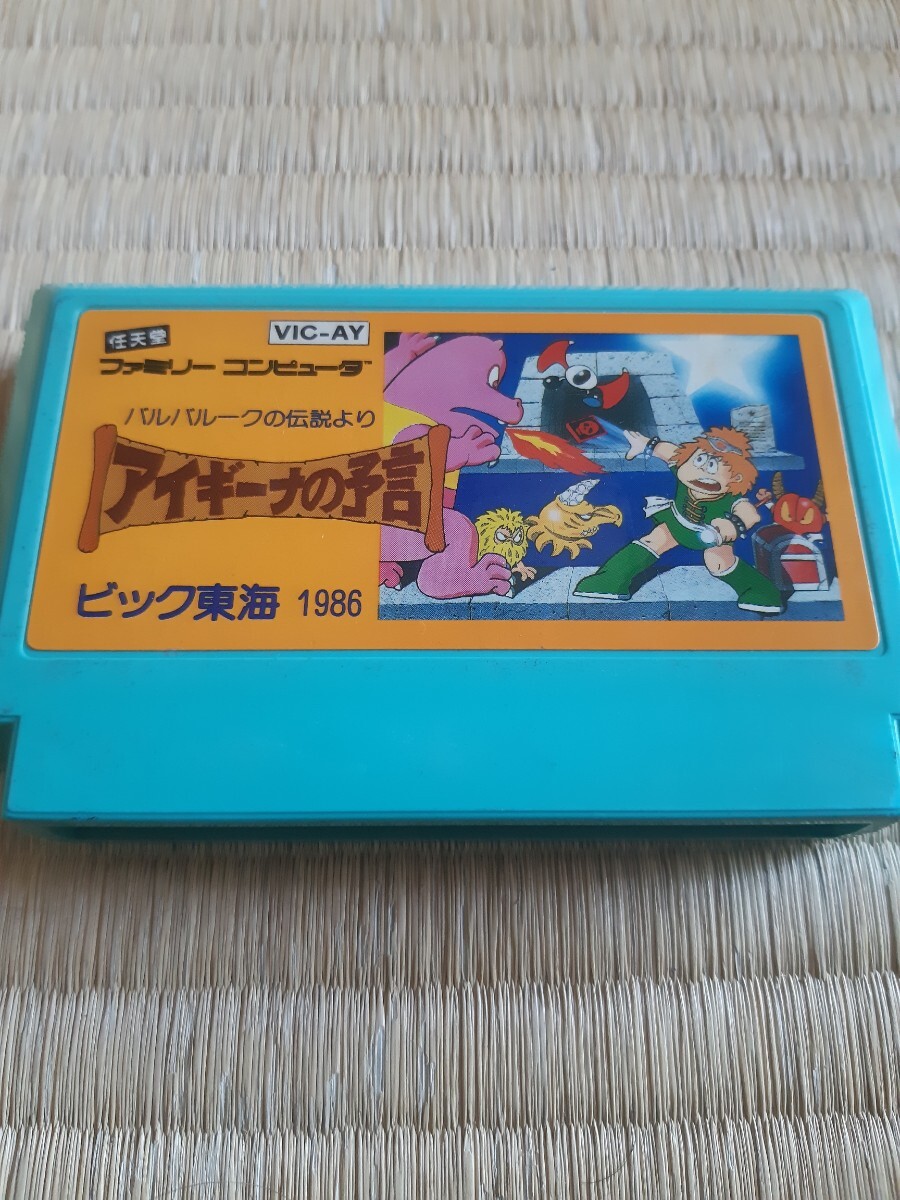 任天堂
VIC-AY
ファミリー コンピュータ™
バルバルークの伝説より
アイギーナの予言
ビック東海 1986